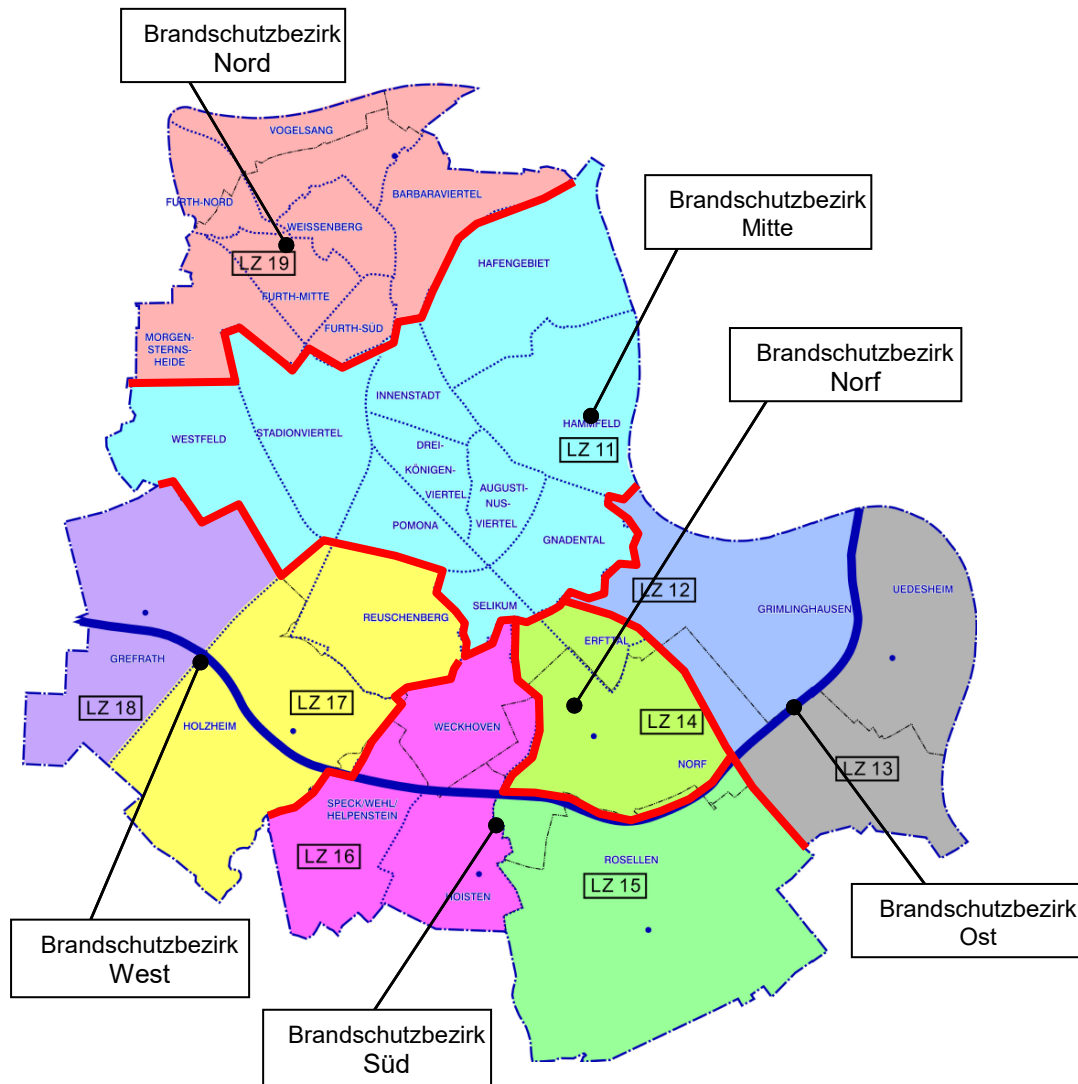 Brandschutzbezirk
Nord
VOGELSANG
BARBARAVIERTEL
FURTH-NORD
WEISSENBERG
LZ 19
FURTH-MITTE
FURTH-SÜD
MORGEN-
STERNS-
HEIDE
Brandschutzbezirk
Mitte
HAFENGEBIET
Brandschutzbezirk
Norf
INNENSTADT
HAMMFELD
LZ 11
WESTFELD
STADIONVIERTEL
DREI-
KÖNIGEN-
VIERTEL
AUGUSTI-
NUS-
VIERTEL
POMONA
GNADENTAL
SELIKUM
REUSCHENBERG
LZ 12
GRIMLINGHAUSEN
UEDESHEIM
ERFTTAL
GREFRATH
LZ 18
HOLZHEIM
LZ 17
WECKHOVEN
LZ 14
NORF
LZ 13
SPECK/WEHL/
HELPENSTEIN
LZ 16
HOISTEN
ROSELLEN
LZ 15
Brandschutzbezirk
West
Brandschutzbezirk
Süd
Brandschutzbezirk
Ost